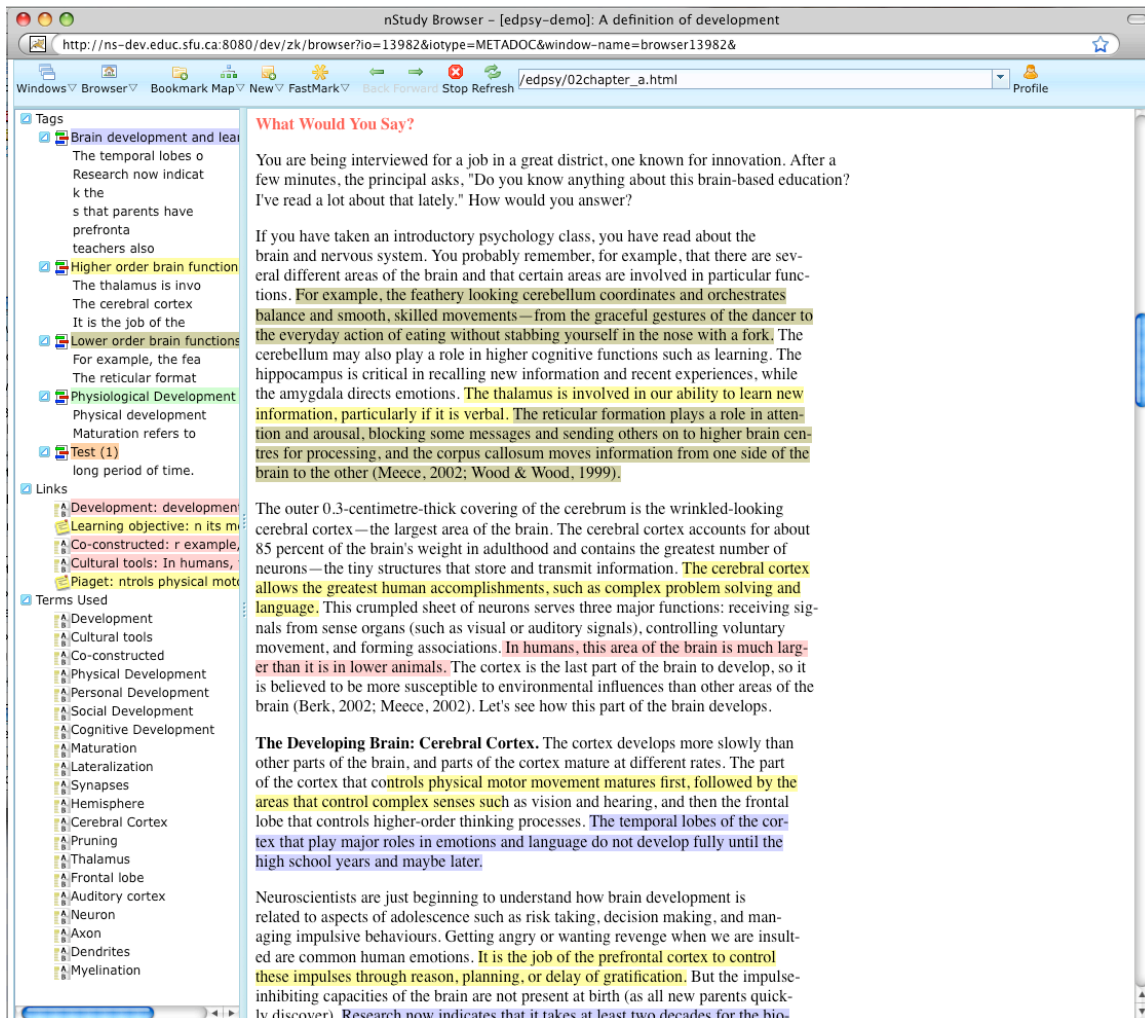 nStudy Browser – [edpsy-demo]: A definition of development
http://ns-dev.educ.sfu.ca:8080/dev/zk/browser?io=13982&iotype=METADOC&window-name=browser13982&
Windows Browser Bookmark Map New FastMark Back Forward Stop Refresh /edpsy/02chapter_a.html Profile
Tags
Brain development and lear
The temporal lobes o
Research now indicat
k the
s that parents have
prefronta
teachers also
Higher order brain function
The thalamus is invo
The cerebral cortex
It is the job of the
Lower order brain functions
For example, the fea
The reticular format
Physiological Development
Physical development
Maturation refers to
Test (1)
long period of time.
Links
Development: development
Learning objective: n its mo
Co-constructed: r example,
Cultural tools: In humans,
Piaget: ntrols physical moto
Terms Used
Development
Cultural tools
Co-constructed
Physical Development
Personal Development
Social Development
Cognitive Development
Maturation
Lateralization
Synapses
Hemisphere
Cerebral Cortex
Pruning
Thalamus
Frontal lobe
Auditory cortex
Neuron
Axon
Dendrites
Myelination
What Would You Say?
You are being interviewed for a job in a great district, one known for innovation. After a
few minutes, the principal asks, "Do you know anything about this brain-based education?
I've read a lot about that lately." How would you answer?
If you have taken an introductory psychology class, you have read about the
brain and nervous system. You probably remember, for example, that there are sev-
eral different areas of the brain and that certain areas are involved in particular func-
tions. For example, the feathery looking cerebellum coordinates and orchestrates
balance and smooth, skilled movements—from the graceful gestures of the dancer to
the everyday action of eating without stabbing yourself in the nose with a fork. The
cerebellum may also play a role in higher cognitive functions such as learning. The
hippocampus is critical in recalling new information and recent experiences, while
the amygdala directs emotions. The thalamus is involved in our ability to learn new
information, particularly if it is verbal. The reticular formation plays a role in atten-
tion and arousal, blocking some messages and sending others on to higher brain cen-
tres for processing, and the corpus callosum moves information from one side of the
brain to the other (Meece, 2002; Wood & Wood, 1999).
The outer 0.3-centimetre-thick covering of the cerebrum is the wrinkled-looking
cerebral cortex—the largest area of the brain. The cerebral cortex accounts for about
85 percent of the brain's weight in adulthood and contains the greatest number of
neurons—the tiny structures that store and transmit information. The cerebral cortex
allows the greatest human accomplishments, such as complex problem solving and
language. This crumpled sheet of neurons serves three major functions: receiving sig-
nals from sense organs (such as visual or auditory signals), controlling voluntary
movement, and forming associations. In humans, this area of the brain is much larg-
er than it is in lower animals. The cortex is the last part of the brain to develop, so it
is believed to be more susceptible to environmental influences than other areas of the
brain (Berk, 2002; Meece, 2002). Let's see how this part of the brain develops.
The Developing Brain: Cerebral Cortex. The cortex develops more slowly than
other parts of the brain, and parts of the cortex mature at different rates. The part
of the cortex that controls physical motor movement matures first, followed by the
areas that control complex senses such as vision and hearing, and then the frontal
lobe that controls higher-order thinking processes. The temporal lobes of the cor-
tex that play major roles in emotions and language do not develop fully until the
high school years and maybe later.
Neuroscientists are just beginning to understand how brain development is
related to aspects of adolescence such as risk taking, decision making, and man-
aging impulsive behaviours. Getting angry or wanting revenge when we are insult-
ed are common human emotions. It is the job of the prefrontal cortex to control
these impulses through reason, planning, or delay of gratification. But the impulse-
inhibiting capacities of the brain are not present at birth (as all new parents quick-
ly discover). Research now indicates that it takes at least two decades for the bio-